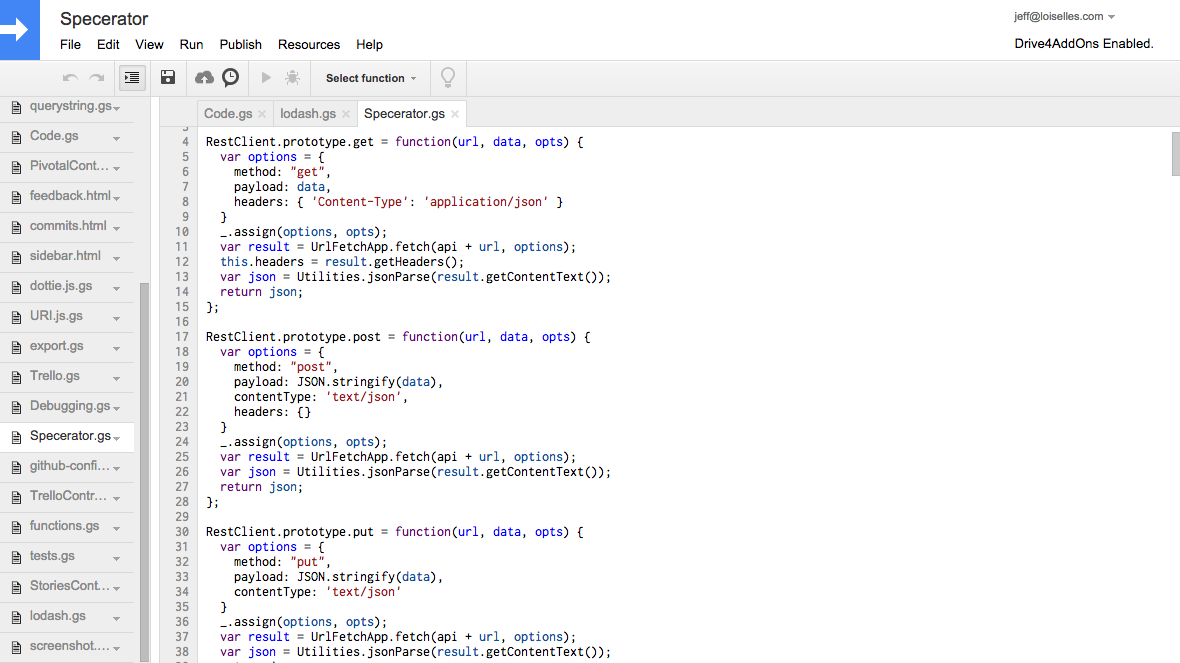 Specerator
jeff@loiselles.com
File Edit View Run Publish Resources Help
Drive4AddOns Enabled.
Select function
querystring.gs
Code.gs
PivotalCont...
feedback.html
commits.html
sidebar.html
dottie.js.gs
URI.js.gs
export.gs
Trello.gs
Debugging.gs
Specerator.gs
github-confi...
TrelloContr...
functions.gs
tests.gs
StoriesCont...
lodash.gs
screenshot....
Code.gs × lodash.gs × Specerator.gs ×
3
4 RestClient.prototype.get = function(url, data, opts) {
5 var options = {
6 method: "get",
7 payload: data,
8 headers: { 'Content-Type': 'application/json' }
9 }
10 _.assign(options, opts);
11 var result = UrlFetchApp.fetch(api + url, options);
12 this.headers = result.getHeaders();
13 var json = Utilities.jsonParse(result.getContentText());
14 return json;
15 };
16
17 RestClient.prototype.post = function(url, data, opts) {
18 var options = {
19 method: "post",
20 payload: JSON.stringify(data),
21 contentType: 'text/json',
22 headers: {}
23 }
24 _.assign(options, opts);
25 var result = UrlFetchApp.fetch(api + url, options);
26 var json = Utilities.jsonParse(result.getContentText());
27 return json;
28 };
29
30 RestClient.prototype.put = function(url, data, opts) {
31 var options = {
32 method: "put",
33 payload: JSON.stringify(data),
34 contentType: 'text/json'
35 }
36 _.assign(options, opts);
37 var result = UrlFetchApp.fetch(api + url, options);
38 var json = Utilities.jsonParse(result.getContentText());